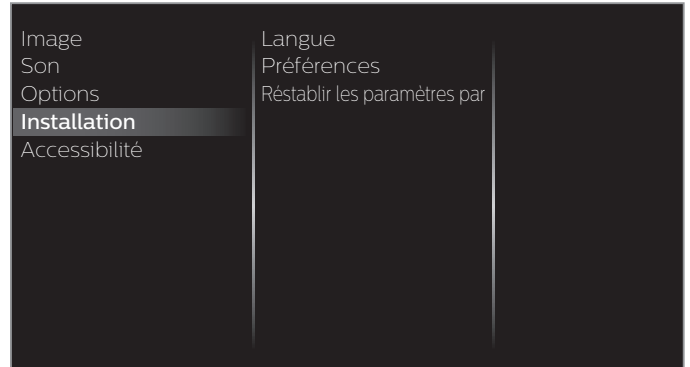 Image
Son
Options
Installation
Accessibilité
Langue
Préférences
Réstablir les paramètres par